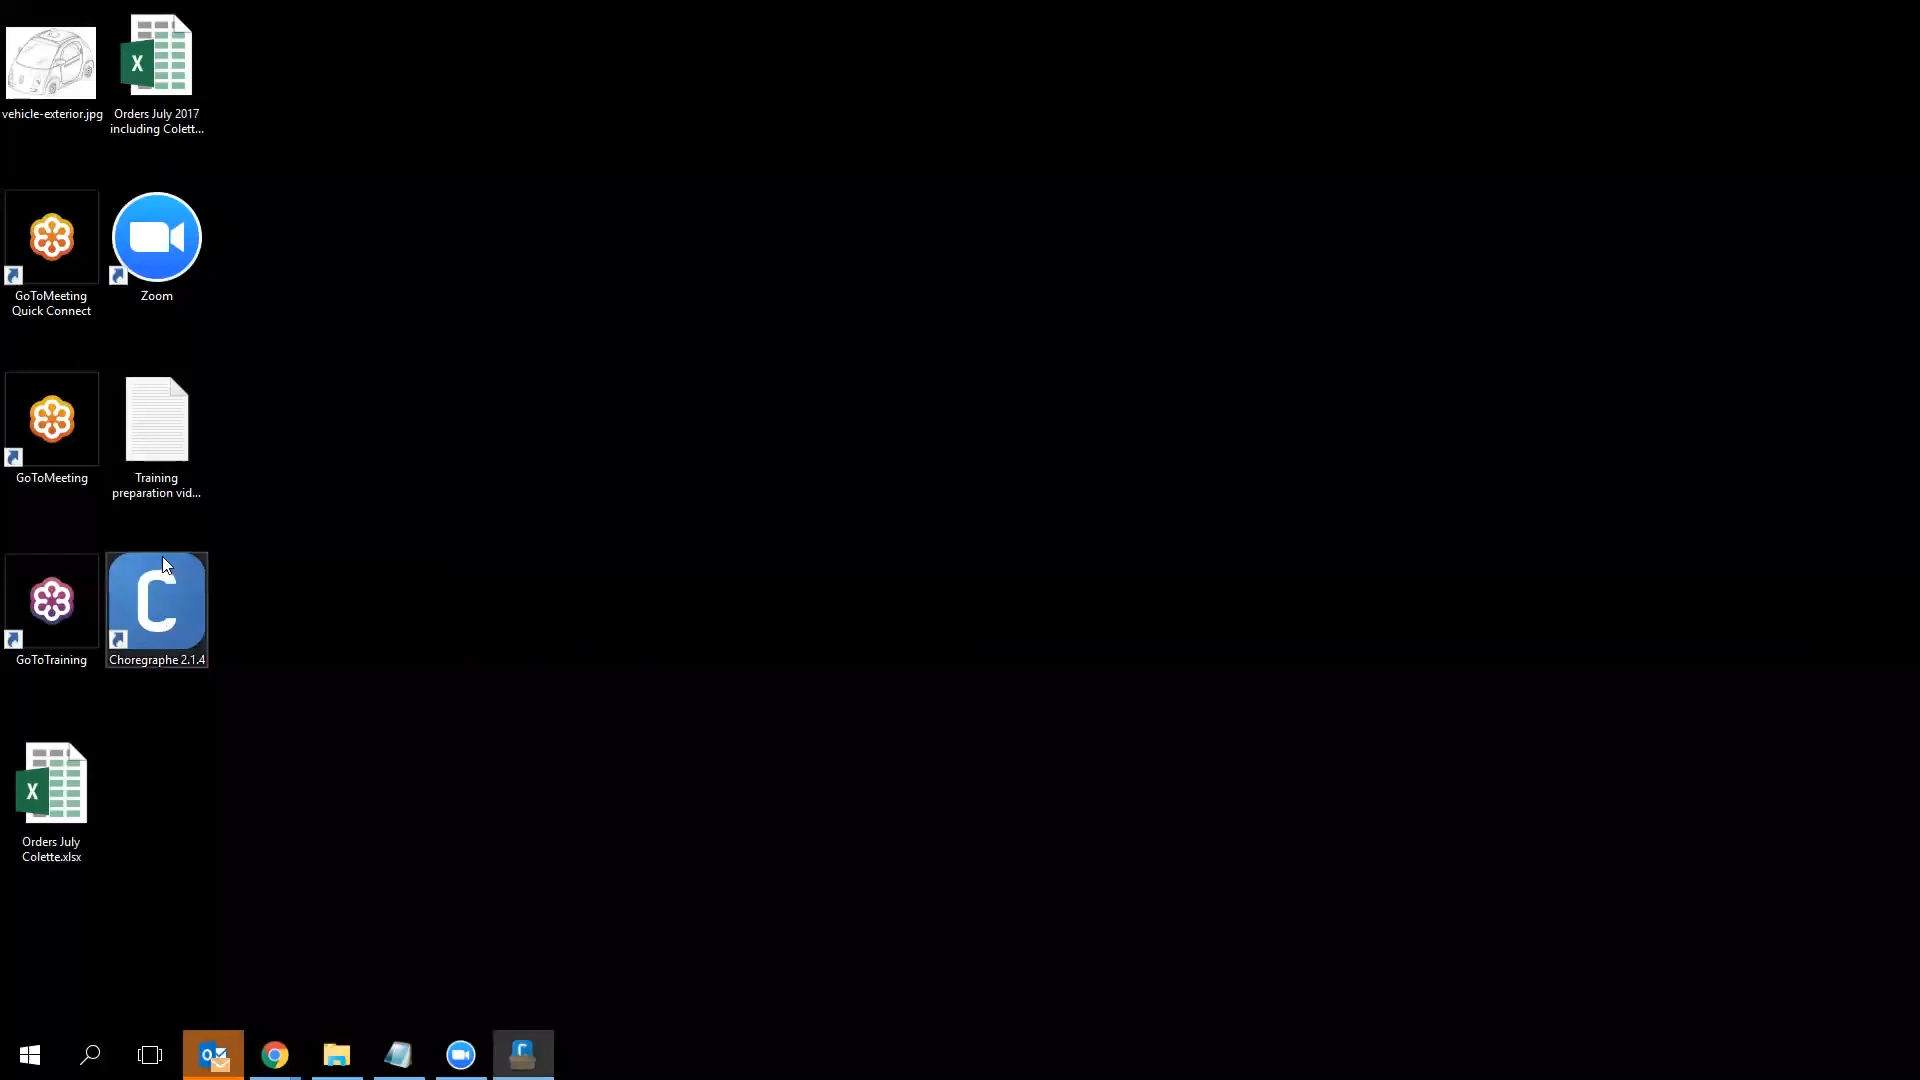 vehicle-exterior.jpg
Orders July 2017
including Colett...
GoToMeeting
Quick Connect
Zoom
GoToMeeting
Training
preparation vid...
GoToTraining
C
Choregraphe 2.1.4
X
X
Orders July
Colette.xlsx